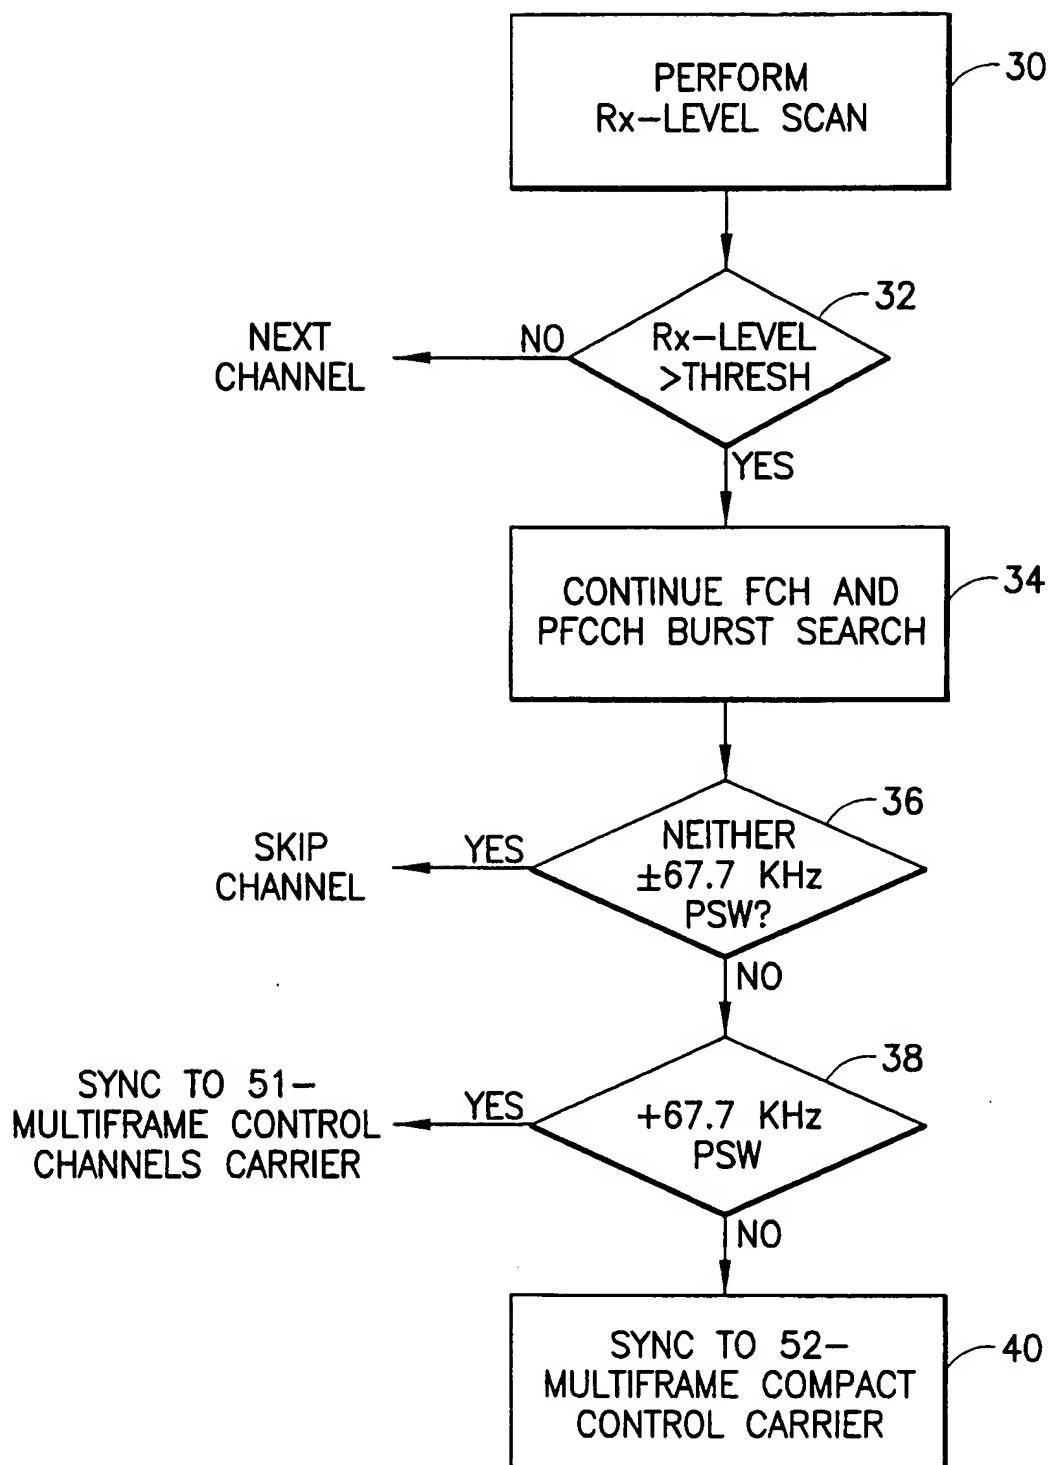 PERFORM
Rx-LEVEL SCAN
30
32
Rx-LEVEL
>THRESH
NO
NEXT
CHANNEL
YES
CONTINUE FCH AND
PFCCH BURST SEARCH
34
36
NEITHER
±67.7 KHz
PSW?
YES
SKIP
CHANNEL
NO
38
+67.7 KHz
PSW
YES
SYNC TO 51-
MULTIFRAME CONTROL
CHANNELS CARRIER
NO
SYNC TO 52-
MULTIFRAME COMPACT
CONTROL CARRIER
40